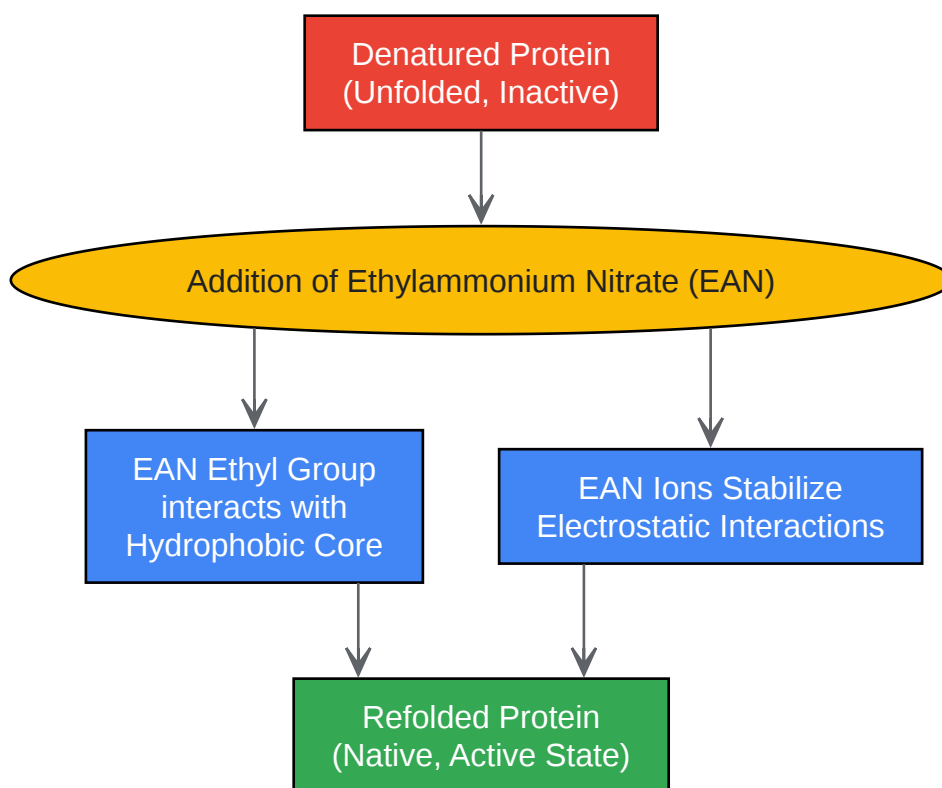 Denatured Protein
(Unfolded, Inactive)
Addition of Ethylammonium Nitrate (EAN)
EAN Ethyl Group
interacts with
Hydrophobic Core
EAN Ions Stabilize
Electrostatic Interactions
Refolded Protein
(Native, Active State)